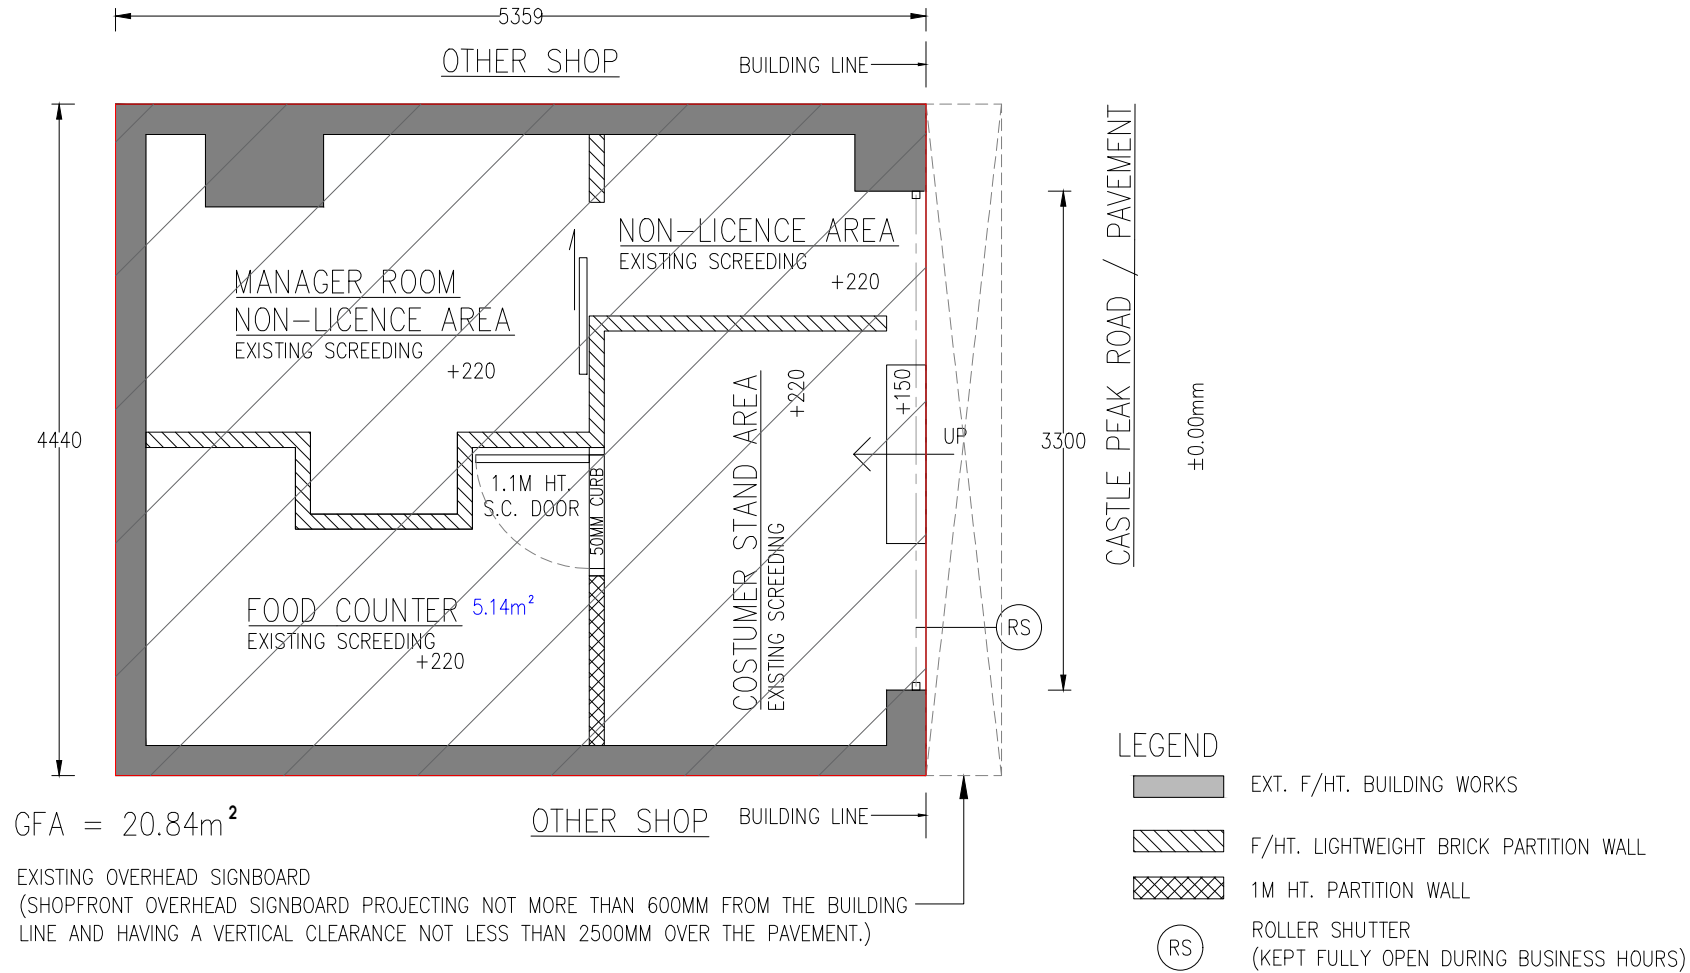 5359
OTHER SHOP
BUILDING LINE
NON-LICENCE AREA
EXISTING SCREEDING
+220
MANAGER ROOM
NON-LICENCE AREA
EXISTING SCREEDING
+220
4440
1.1M HT.
S.C. DOOR
50MM CURB
COSTUMER STAND AREA
EXISTING SCREEDING
+220
+150
UP
3300
CASTLE PEAK ROAD / PAVEMENT
±0.00mm
FOOD COUNTER 5.14m²
EXISTING SCREEDING
+220
RS
GFA = 20.84m²
OTHER SHOP
BUILDING LINE
EXISTING OVERHEAD SIGNBOARD
(SHOPFRONT OVERHEAD SIGNBOARD PROJECTING NOT MORE THAN 600MM FROM THE BUILDING
LINE AND HAVING A VERTICAL CLEARANCE NOT LESS THAN 2500MM OVER THE PAVEMENT.)
LEGEND
EXT. F/HT. BUILDING WORKS
F/HT. LIGHTWEIGHT BRICK PARTITION WALL
1M HT. PARTITION WALL
RS
ROLLER SHUTTER
(KEPT FULLY OPEN DURING BUSINESS HOURS)